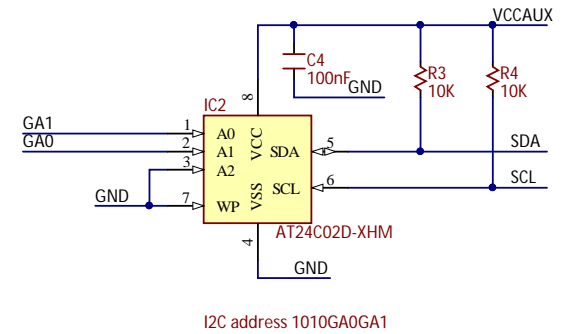 VCCAUX
C4
100nF
GND
R3
10K
R4
10K
8
IC2
GA1
1
A0
VCC
GA0
2
A1
SDA
5
SDA
3
A2
GND
7
WP
VSS
SCL
6
SCL
4
AT24C02D-XHM
GND
I2C address 1010GA0GA1